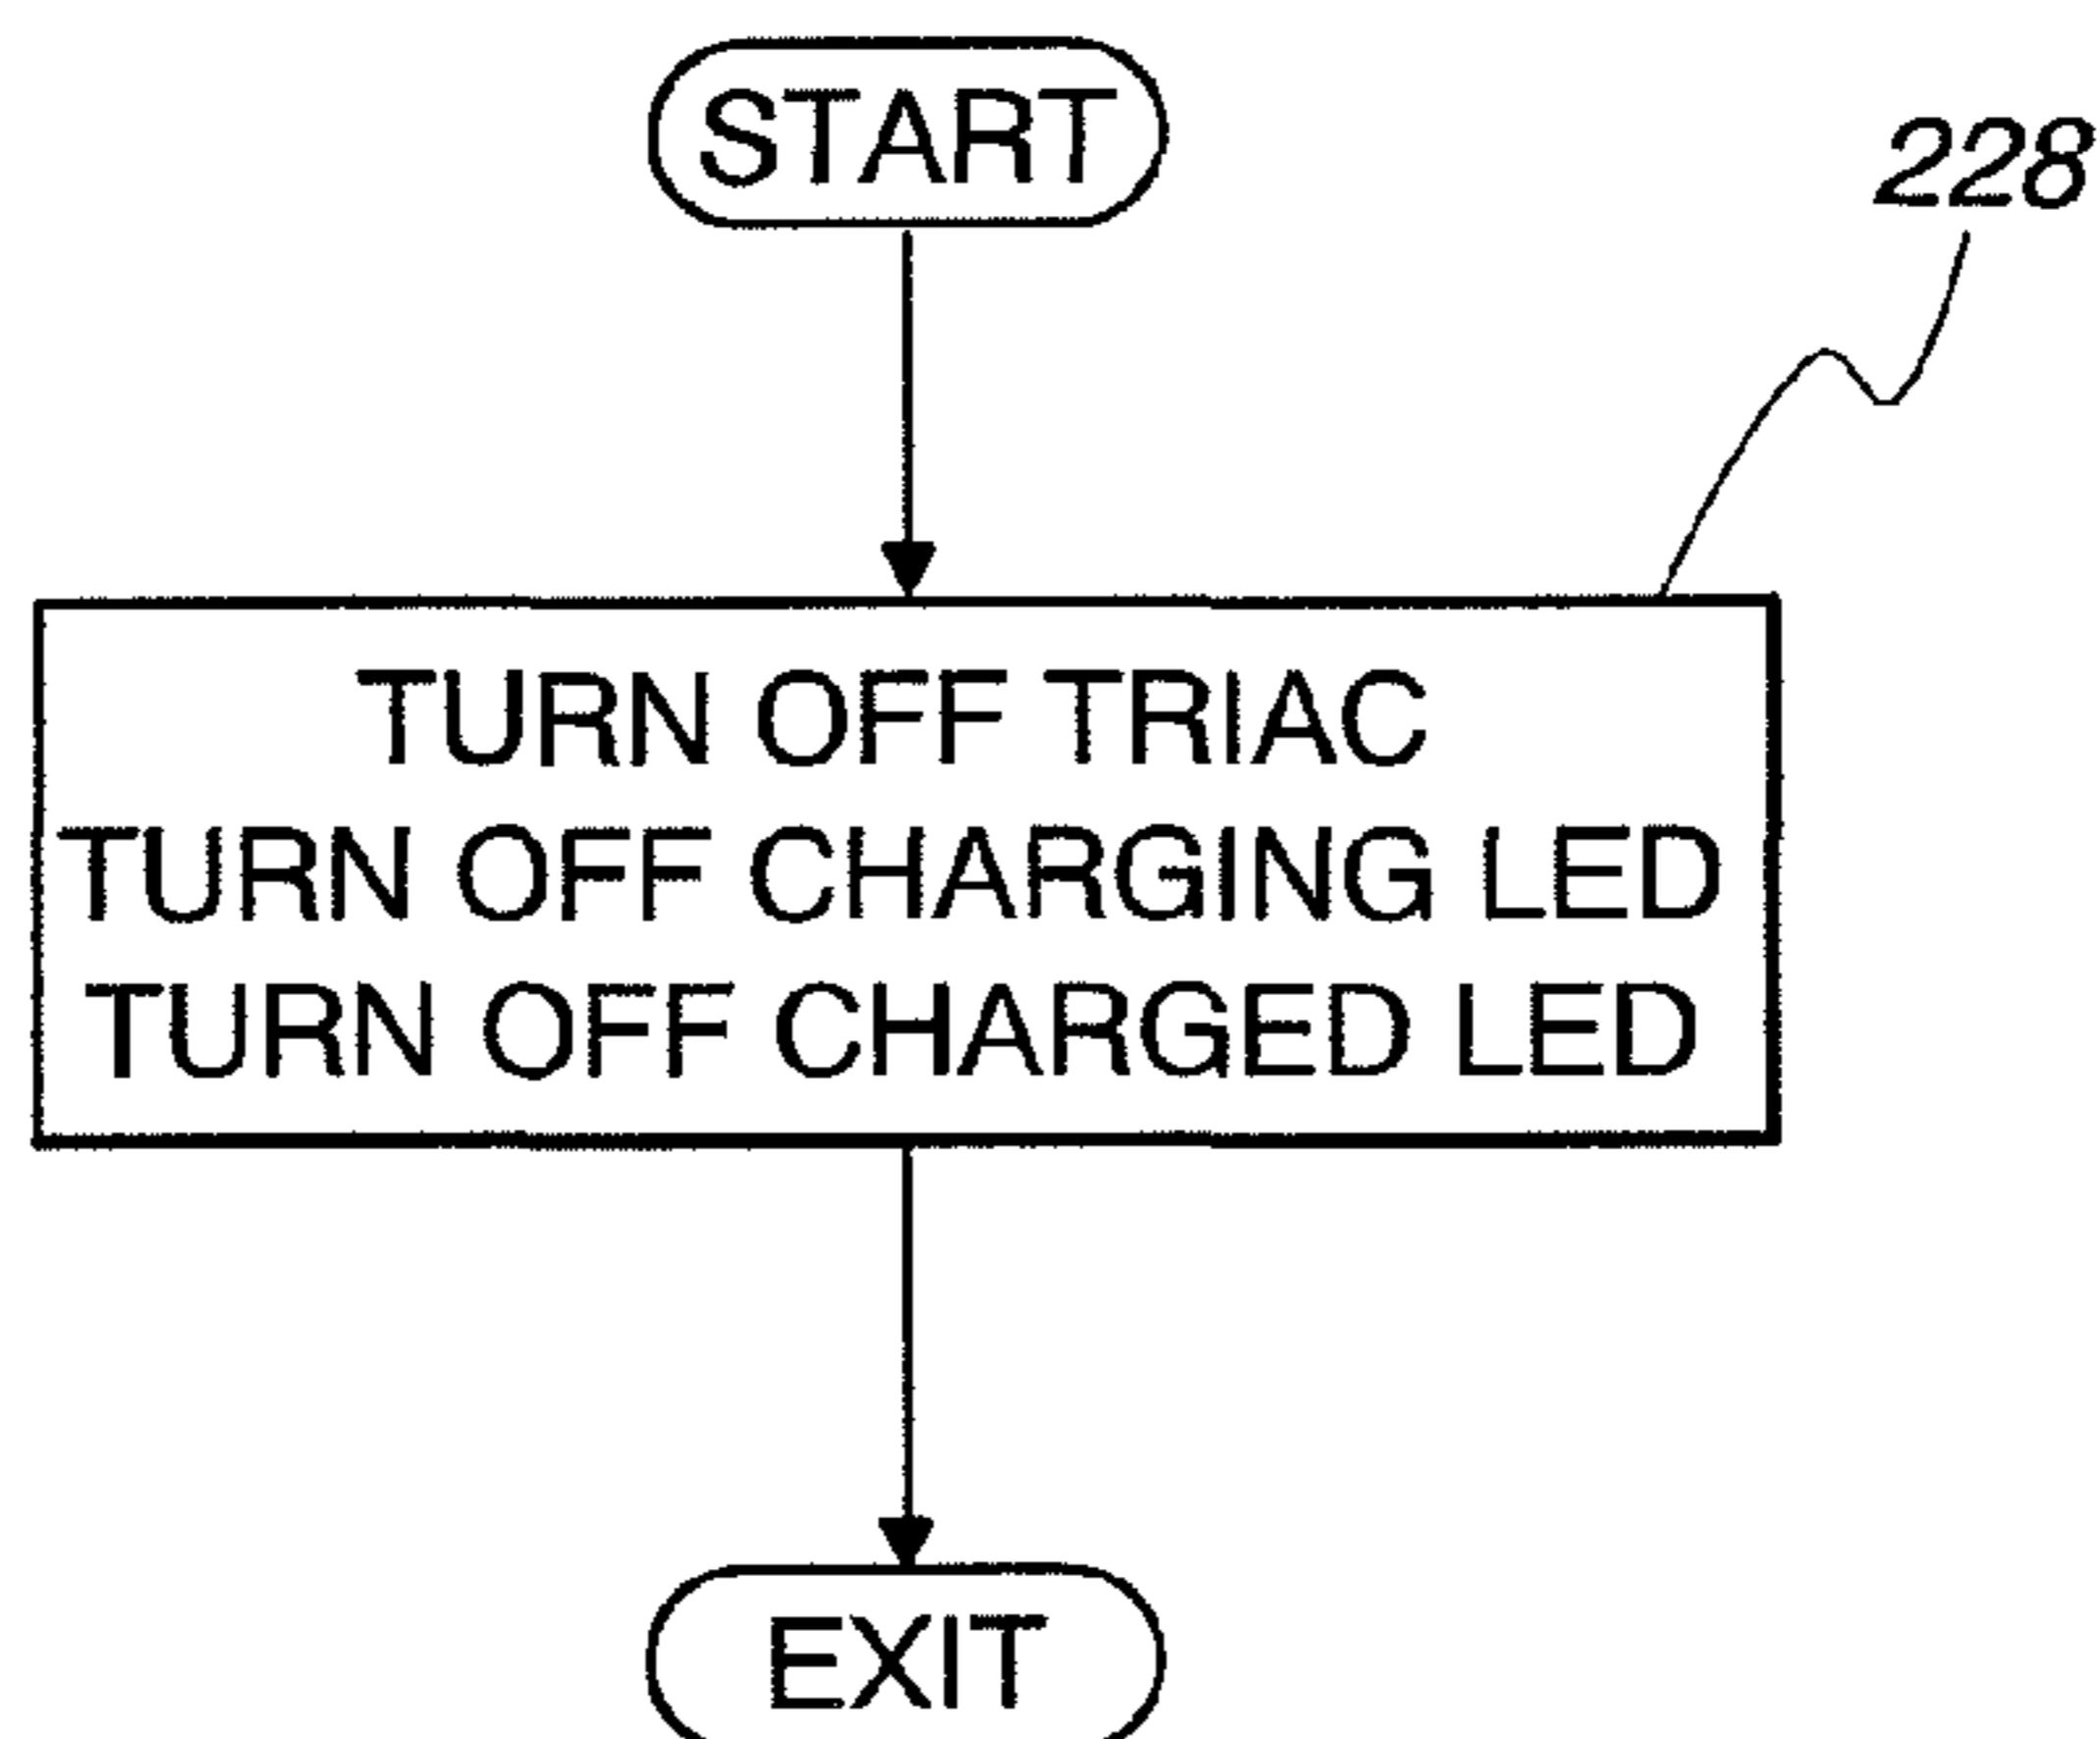 START
228
TURN OFF TRIAC
TURN OFF CHARGING LED
TURN OFF CHARGED LED
EXIT